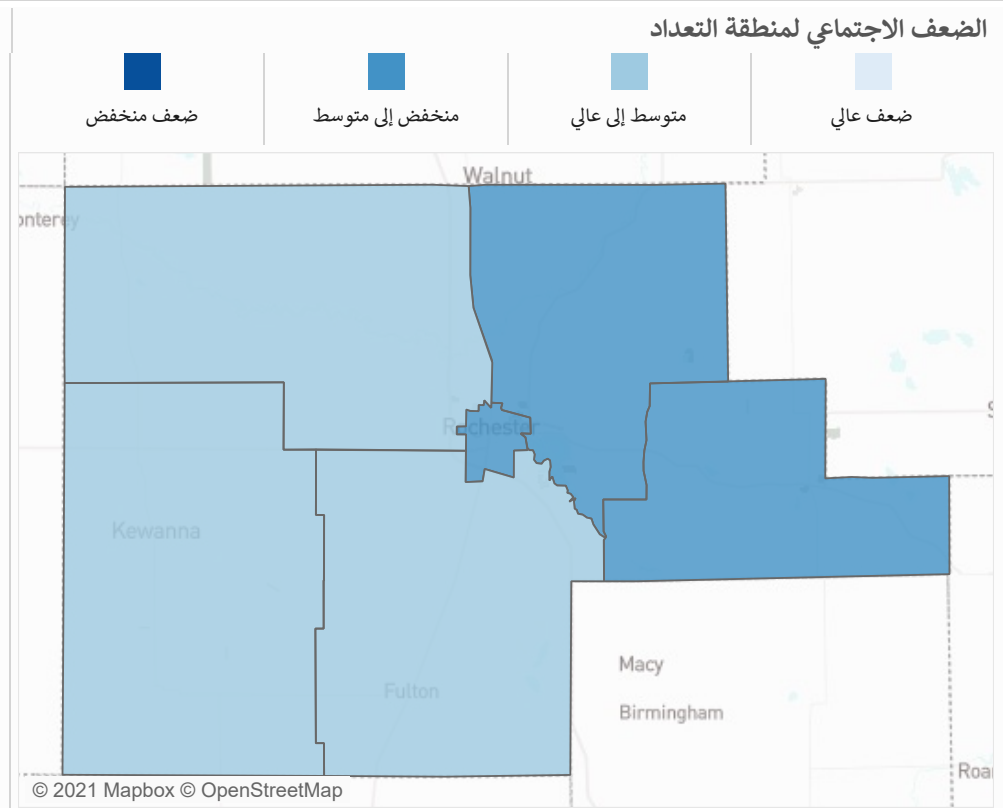 الضعف الاجتماعي لمنطقة التعداد
ضعف عالي
متوسط إلى عالي
منخفض إلى متوسط
ضعف منخفض
Walnut
Rochester
Kewanna
Fulton
Macy
Birmingham
© 2021 Mapbox © OpenStreetMap